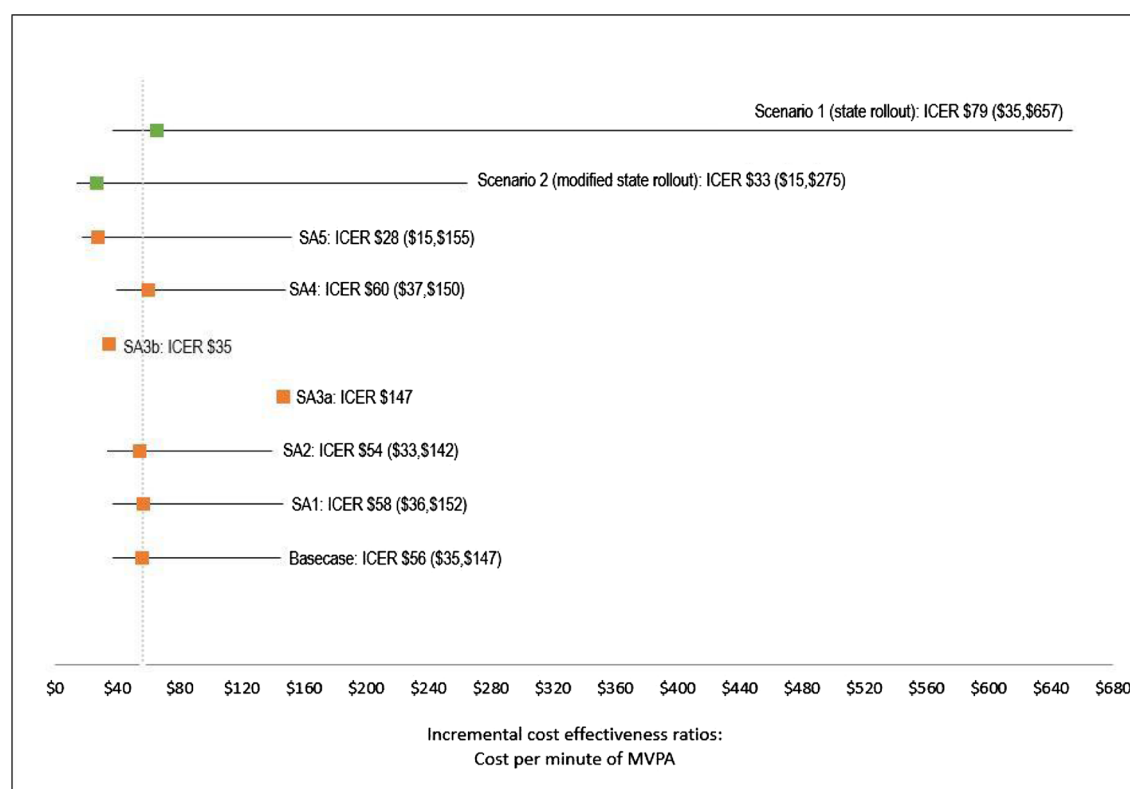 Scenario 1 (state rollout): ICER $79 ($35,$657)
Scenario 2 (modified state rollout): ICER $33 ($15,$275)
SA5: ICER $28 ($15,$155)
SA4: ICER $60 ($37,$150)
SA3b: ICER $35
SA3a: ICER $147
SA2: ICER $54 ($33,$142)
SA1: ICER $58 ($36,$152)
Basecase: ICER $56 ($35,$147)
$0 $40 $80 $120 $160 $200 $240 $280 $320 $360 $400 $440 $480 $520 $560 $600 $640 $680
Incremental cost effectiveness ratios:
Cost per minute of MVPA